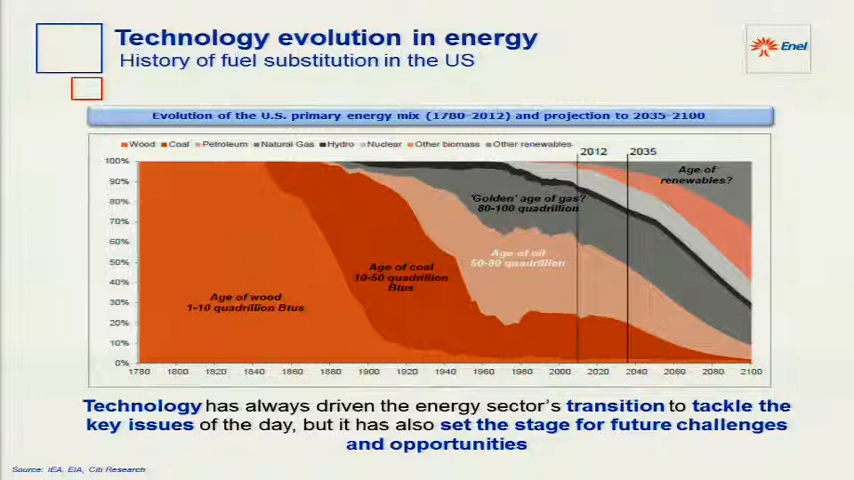 Technology evolution in energy
History of fuel substitution in the US
Enel
Evolution of the U.S. primary energy mix (1780-2012) and projection to 2035-2100
Wood Coal Petroleum Natural Gas Hydro Nuclear Other biomass Other renewables
2012 2035
100%
90%
80%
70%
60%
50%
40%
30%
20%
10%
0%
Age of
renewables?
'Golden' age of gas?
80-100 quadrillion
Age of oil
50-80 quadrillion
Age of coal
10-50 quadrillion
Btus
Age of wood
1-10 quadrillion Btus
1780 1800 1820 1840 1860 1880 1900 1920 1940 1960 1980 2000 2020 2040 2060 2080 2100
Technology has always driven the energy sector's transition to tackle the
key issues of the day, but it has also set the stage for future challenges
and opportunities
Source: IEA, EIA, Citi Research